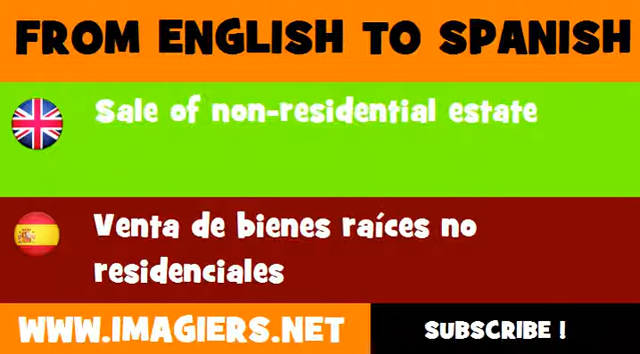 FROM ENGLISH TO SPANISH
Sale of non-residential estate
Venta de bienes raíces no
residenciales
WWW.IMAGIERS.NET
SUBSCRIBE !